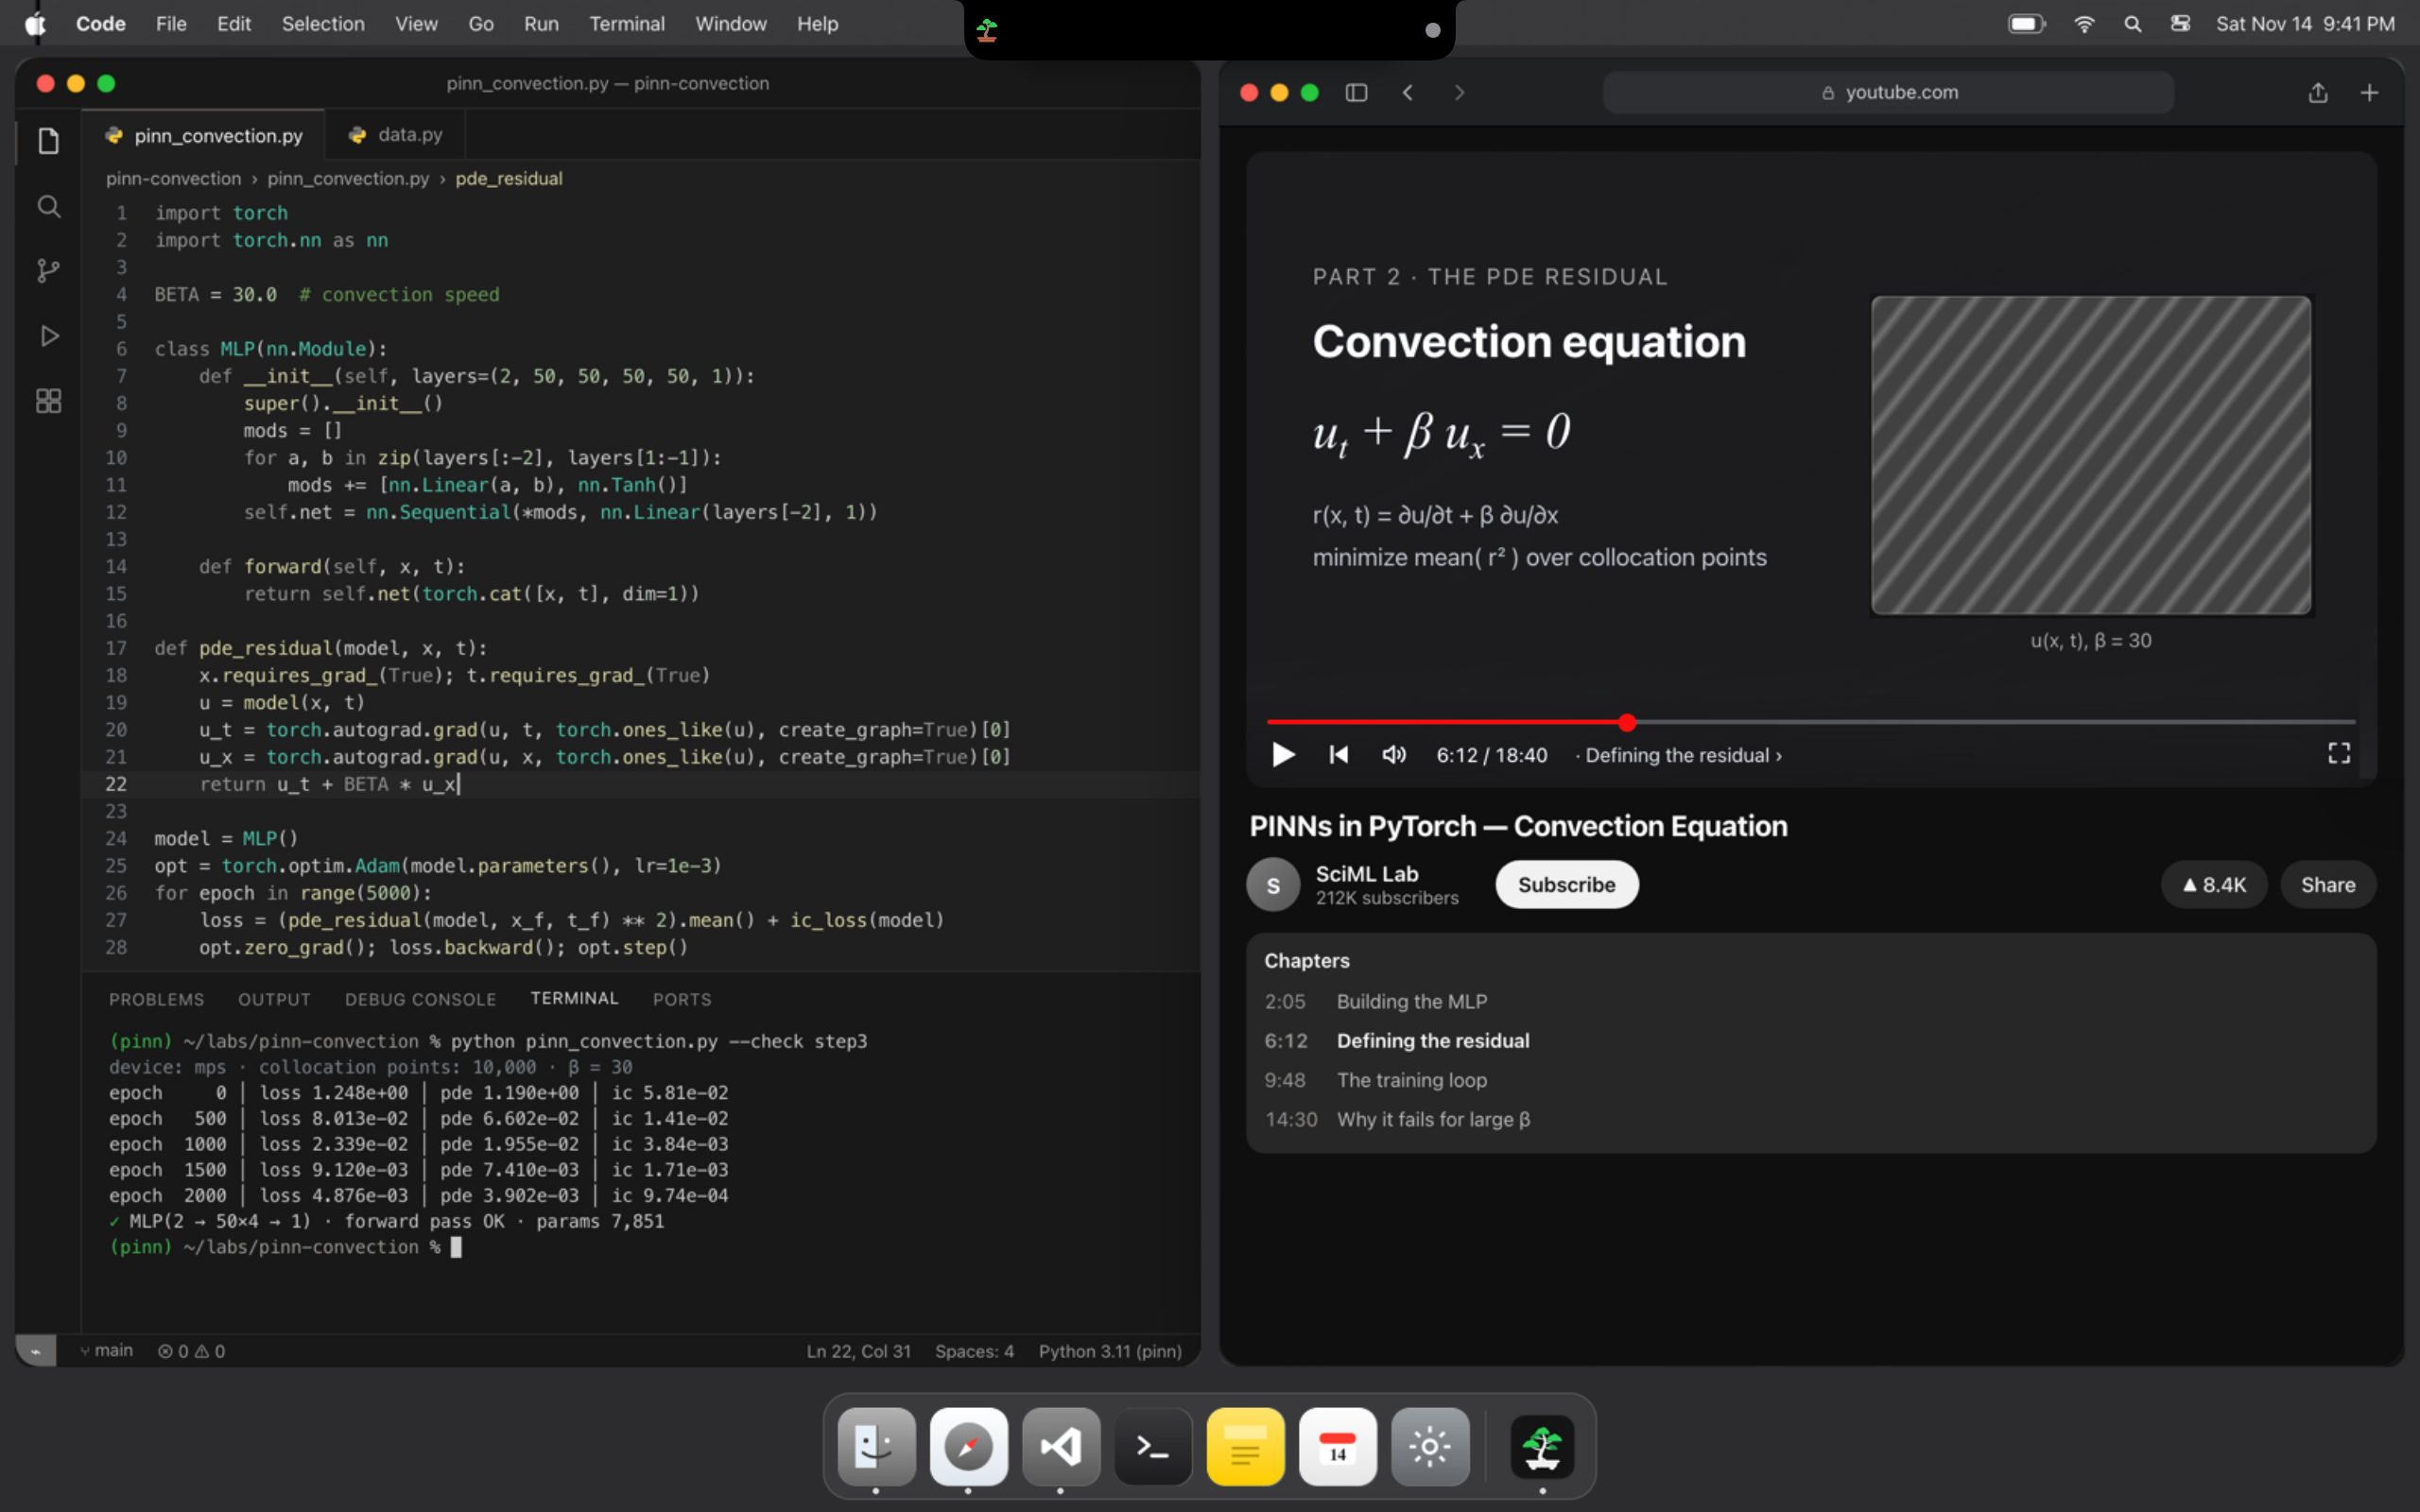 Code File Edit Selection View Go Run Terminal Window Help
Sat Nov 14 9:41 PM
pinn_convection.py — pinn-convection
pinn_convection.py data.py
pinn-convection › pinn_convection.py › pde_residual
1 import torch
2 import torch.nn as nn
3
4 BETA = 30.0  # convection speed
5
6 class MLP(nn.Module):
7     def __init__(self, layers=(2, 50, 50, 50, 50, 1)):
8         super().__init__()
9         mods = []
10         for a, b in zip(layers[:-2], layers[1:-1]):
11             mods += [nn.Linear(a, b), nn.Tanh()]
12         self.net = nn.Sequential(*mods, nn.Linear(layers[-2], 1))
13
14     def forward(self, x, t):
15         return self.net(torch.cat([x, t], dim=1))
16
17 def pde_residual(model, x, t):
18     x.requires_grad_(True); t.requires_grad_(True)
19     u = model(x, t)
20     u_t = torch.autograd.grad(u, t, torch.ones_like(u), create_graph=True)[0]
21     u_x = torch.autograd.grad(u, x, torch.ones_like(u), create_graph=True)[0]
22     return u_t + BETA * u_x
23
24 model = MLP()
25 opt = torch.optim.Adam(model.parameters(), lr=1e-3)
26 for epoch in range(5000):
27     loss = (pde_residual(model, x_f, t_f) ** 2).mean() + ic_loss(model)
28     opt.zero_grad(); loss.backward(); opt.step()
PROBLEMS OUTPUT DEBUG CONSOLE TERMINAL PORTS
(pinn) ~/labs/pinn-convection % python pinn_convection.py --check step3
device: mps · collocation points: 10,000 · β = 30
epoch     0 │ loss 1.248e+00 │ pde 1.190e+00 │ ic 5.81e-02
epoch   500 │ loss 8.013e-02 │ pde 6.602e-02 │ ic 1.41e-02
epoch  1000 │ loss 2.339e-02 │ pde 1.955e-02 │ ic 3.84e-03
epoch  1500 │ loss 9.120e-03 │ pde 7.410e-03 │ ic 1.71e-03
epoch  2000 │ loss 4.876e-03 │ pde 3.902e-03 │ ic 9.74e-04
✓ MLP(2 → 50×4 → 1) · forward pass OK · params 7,851
(pinn) ~/labs/pinn-convection %
main 0 0 Ln 22, Col 31 Spaces: 4 Python 3.11 (pinn)
youtube.com
PART 2 · THE PDE RESIDUAL
Convection equation
u_t + β u_x = 0
r(x, t) = ∂u/∂t + β ∂u/∂x
minimize mean( r² ) over collocation points
u(x, t), β = 30
6:12 / 18:40 · Defining the residual ›
PINNs in PyTorch — Convection Equation
S
SciML Lab
212K subscribers
Subscribe
▲ 8.4K
Share
Chapters
2:05 Building the MLP
6:12 Defining the residual
9:48 The training loop
14:30 Why it fails for large β
14